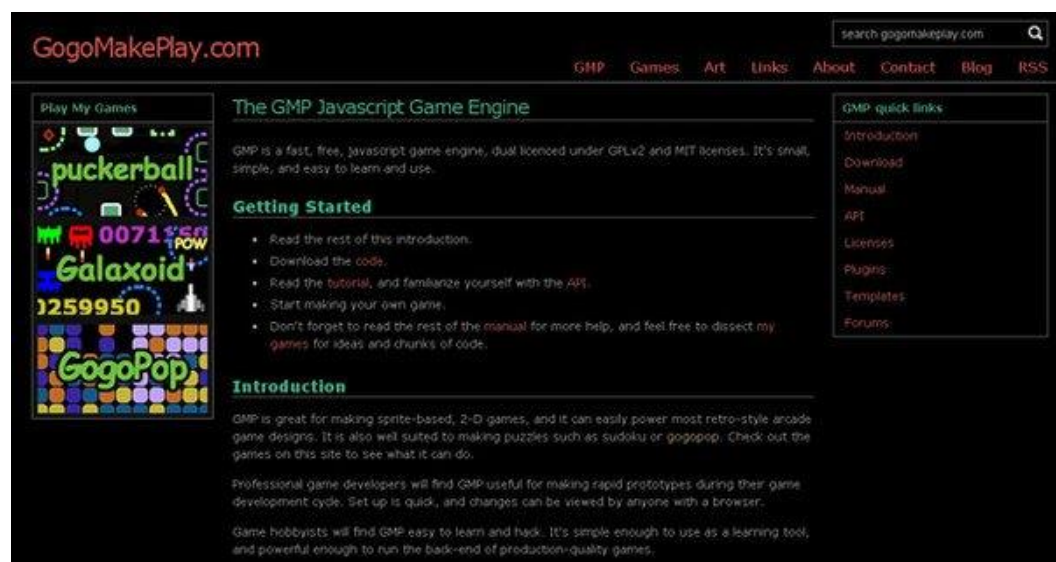 GogoMakePlay.com
search gogomakeplay.com
GMP Games Art Links About Contact Blog RSS
Play My Games
puckerball
007115
POW
Galaxoid
0259950
GogoPop
The GMP Javascript Game Engine
GMP is a fast, free, javascript game engine, dual licenced under GPLv2 and MIT licenses. It's small,
simple, and easy to learn and use.
Getting Started
• Read the rest of this introduction.
• Download the code.
• Read the tutorial, and familiarize yourself with the API.
• Start making your own game.
• Don't forget to read the rest of the manual for more help, and feel free to dissect my
games for ideas and chunks of code.
Introduction
GMP is great for making sprite-based, 2-D games, and it can easily power most retro-style arcade
game designs. It is also well suited to making puzzles such as sudoku or gogopop. Check out the
games on this site to see what it can do.
Professional game developers will find GMP useful for making rapid prototypes during their game
development cycle. Set up is quick, and changes can be viewed by anyone with a browser.
Game hobbyists will find GMP easy to learn and hack. It's simple enough to use as a learning tool,
and powerful enough to run the back-end of production-quality games.
GMP quick links
Introduction
Download
Manual
API
Licenses
Plugins
Templates
Forums